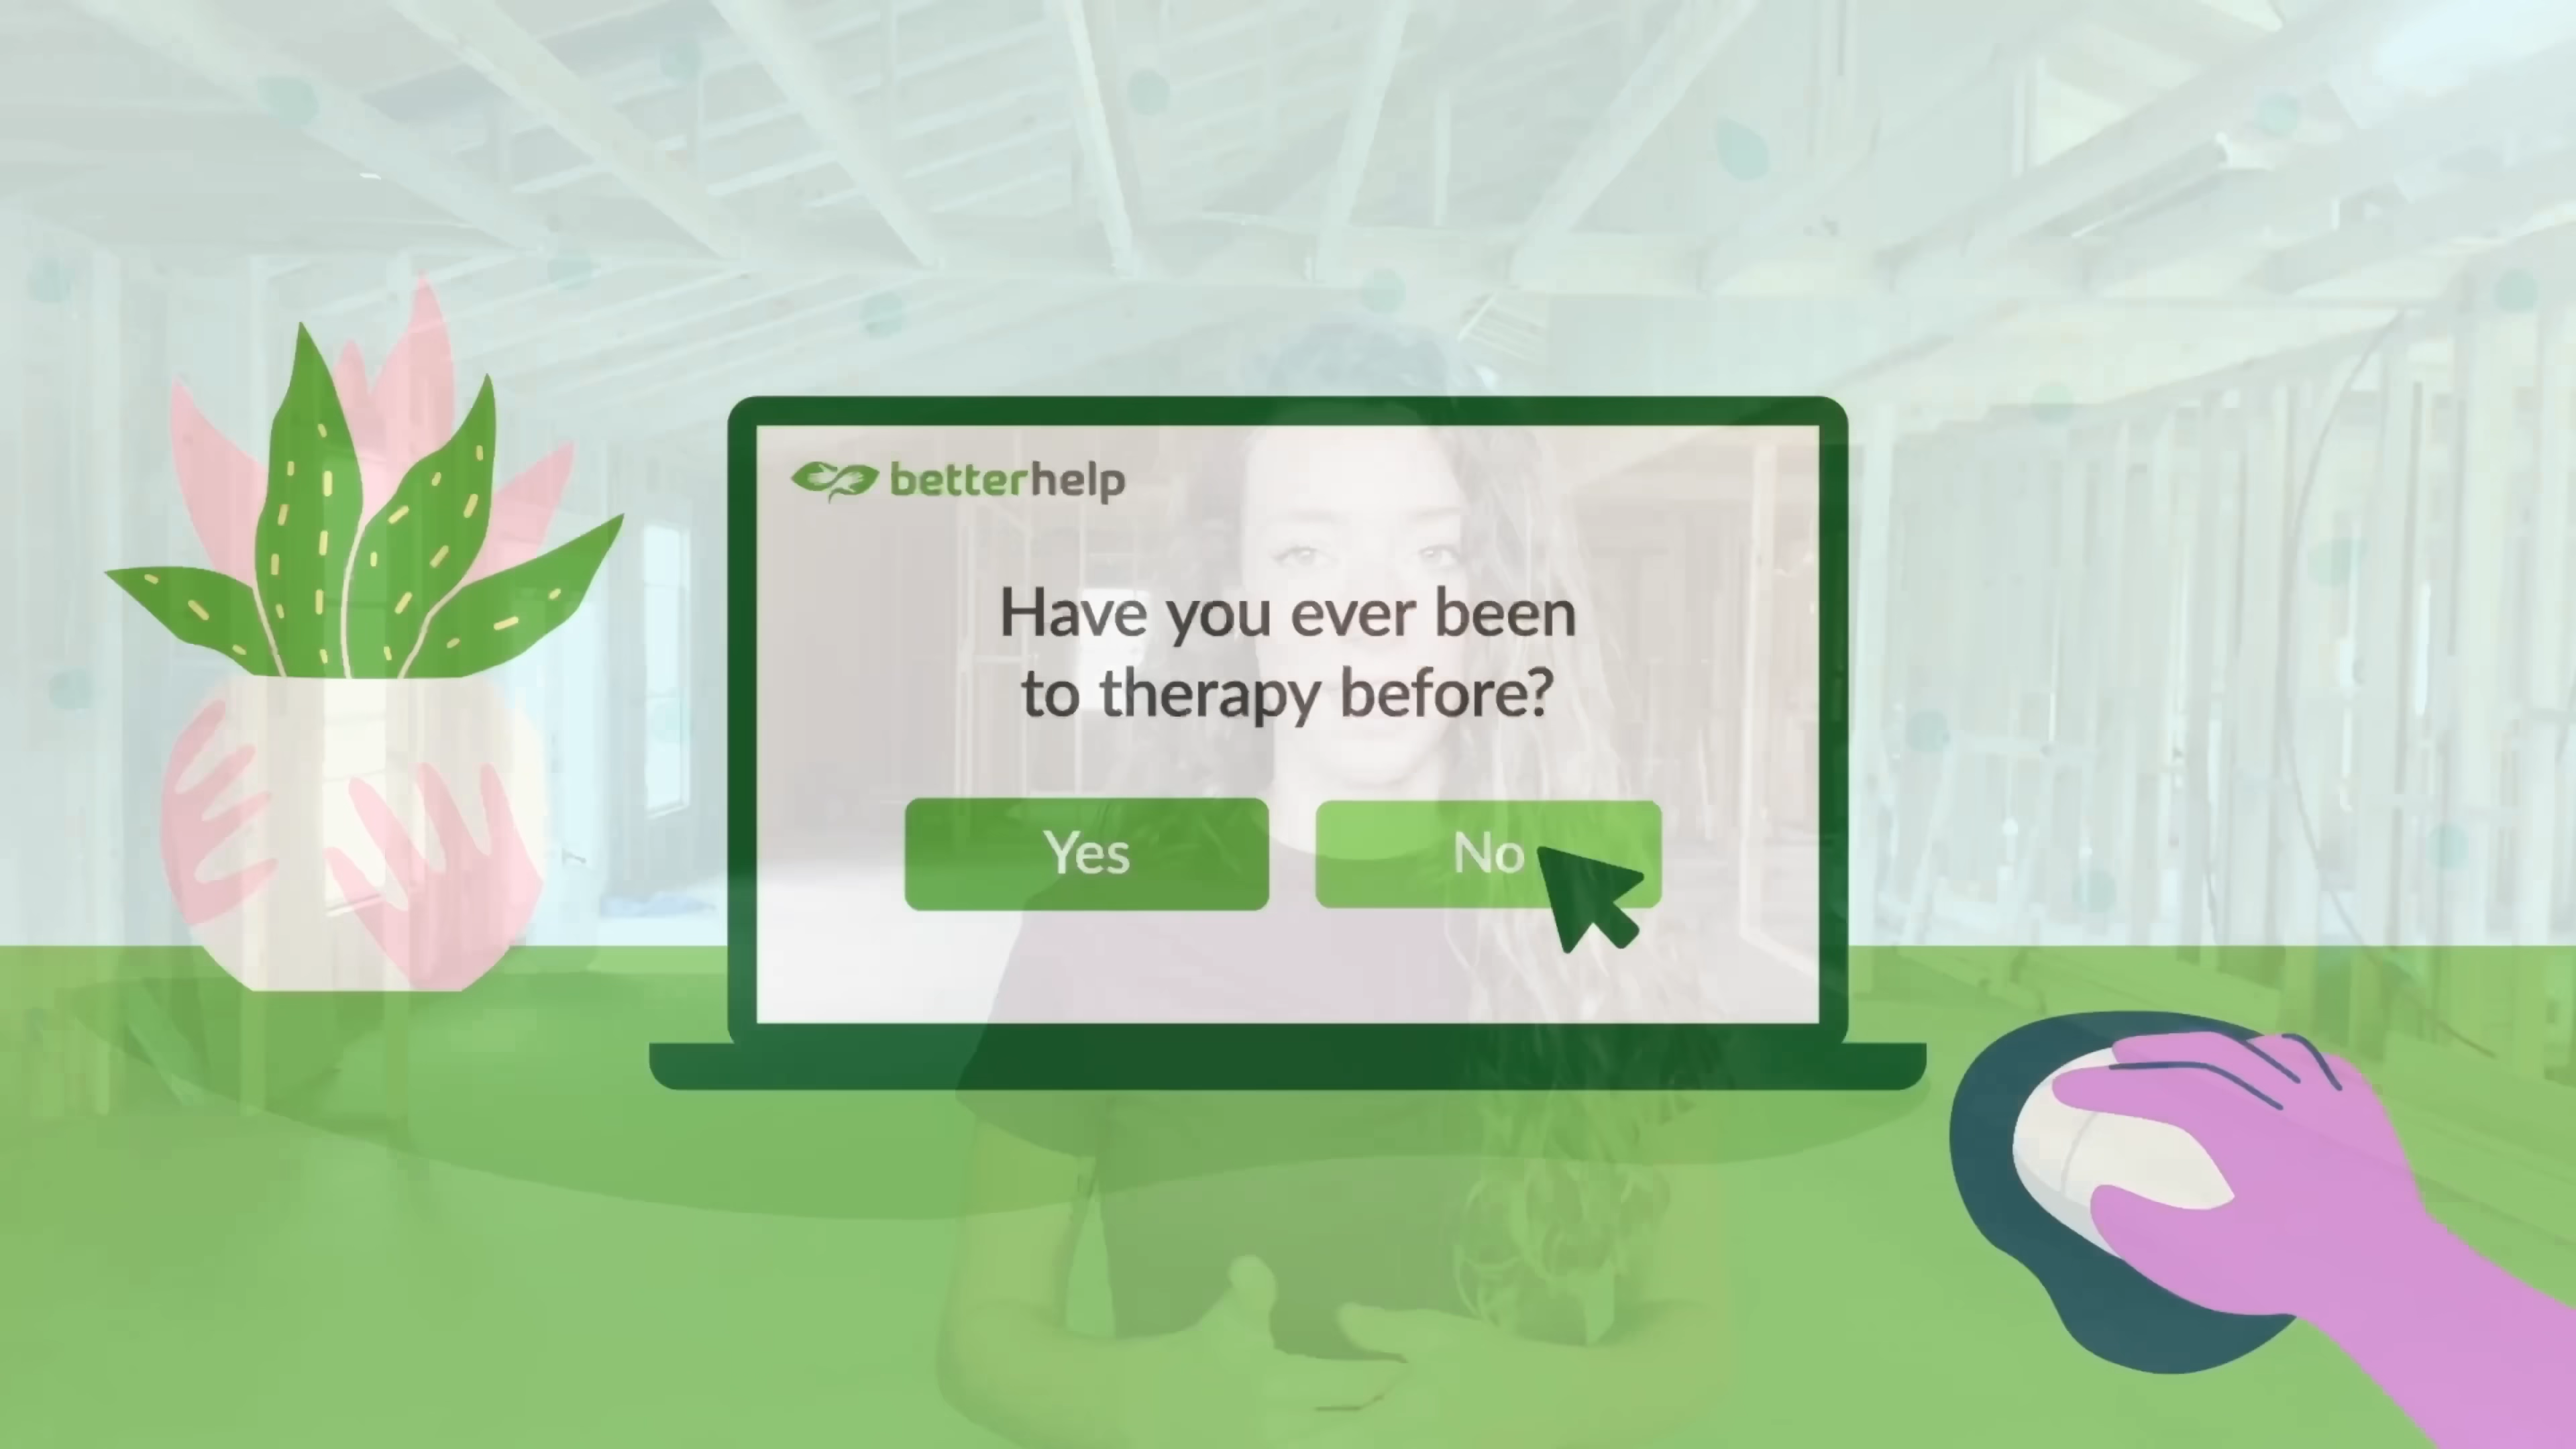 betterhelp
Have you ever been
to therapy before?
Yes
No